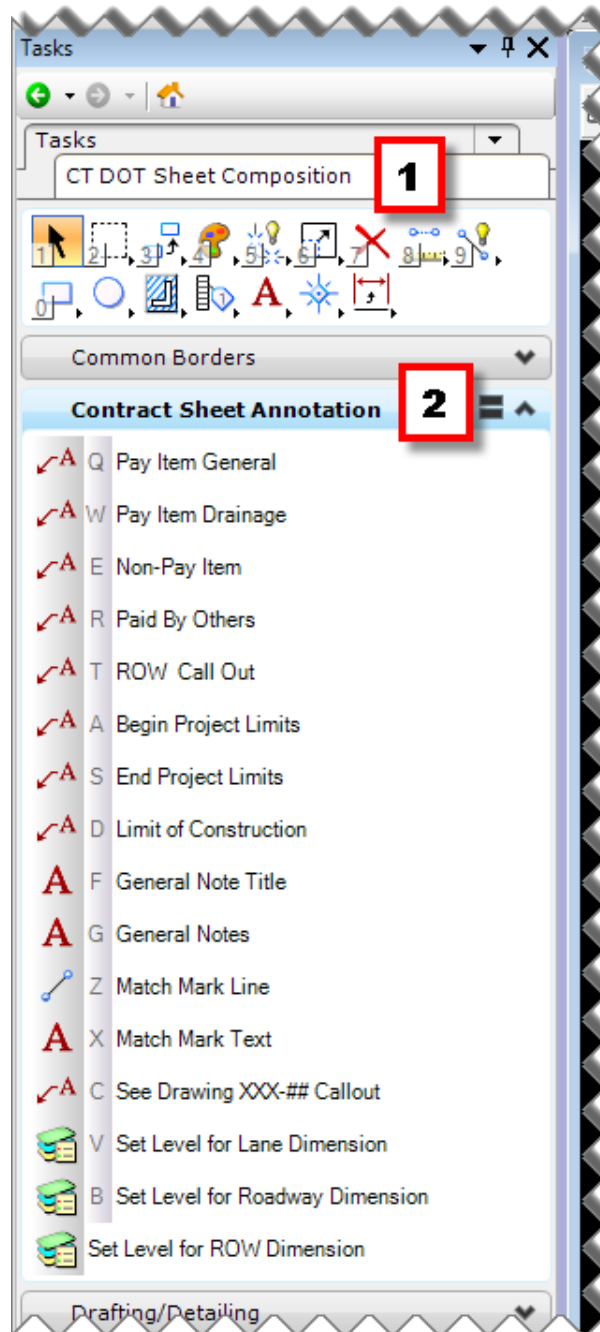 Tasks
Tasks
CT DOT Sheet Composition 1
1 2 3 4 5 6 7 8 9
0 A
Common Borders
Contract Sheet Annotation 2
A Q Pay Item General
A W Pay Item Drainage
A E Non-Pay Item
A R Paid By Others
A T ROW Call Out
A A Begin Project Limits
A S End Project Limits
A D Limit of Construction
A F General Note Title
A G General Notes
Z Match Mark Line
A X Match Mark Text
A C See Drawing XXX-## Callout
V Set Level for Lane Dimension
B Set Level for Roadway Dimension
Set Level for ROW Dimension
Drafting/Detailing